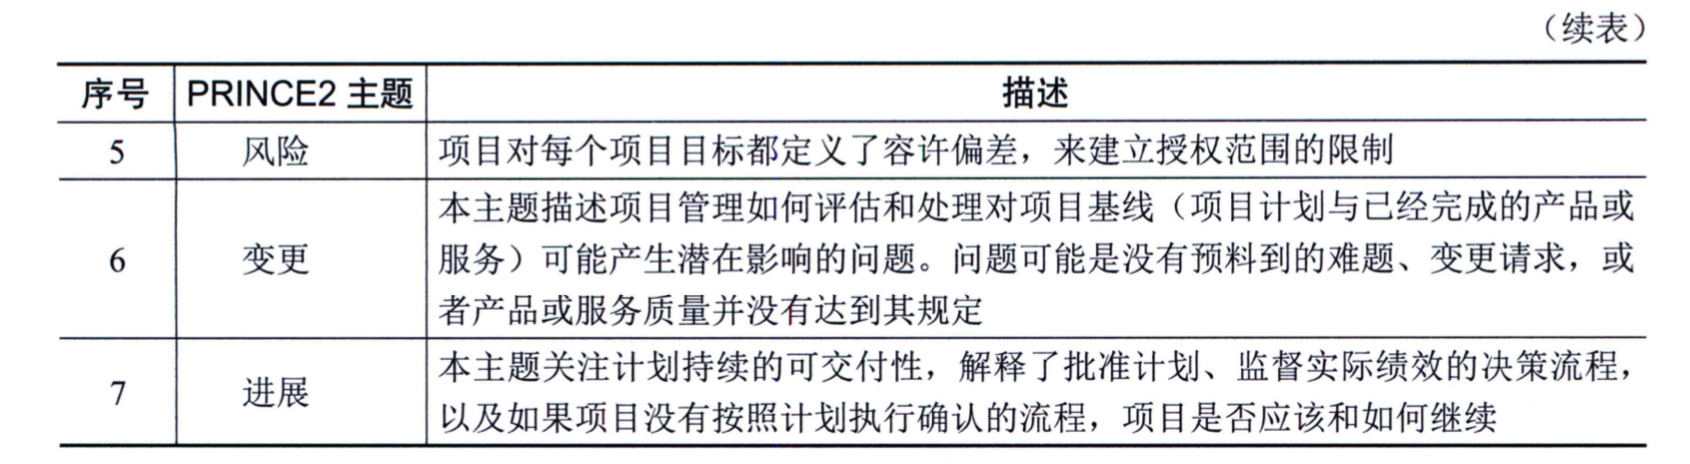 （续表）
序号 PRINCE2 主题 描述
5 风险 项目对每个项目目标都定义了容许偏差，来建立授权范围的限制
6 变更 本主题描述项目管理如何评估和处理对项目基线（项目计划与已经完成的产品或
服务）可能产生潜在影响的问题。问题可能是没有预料到的难题、变更请求，或
者产品或服务质量并没有达到其规定
7 进展 本主题关注计划持续的可交付性，解释了批准计划、监督实际绩效的决策流程，
以及如果项目没有按照计划执行确认的流程，项目是否应该和如何继续